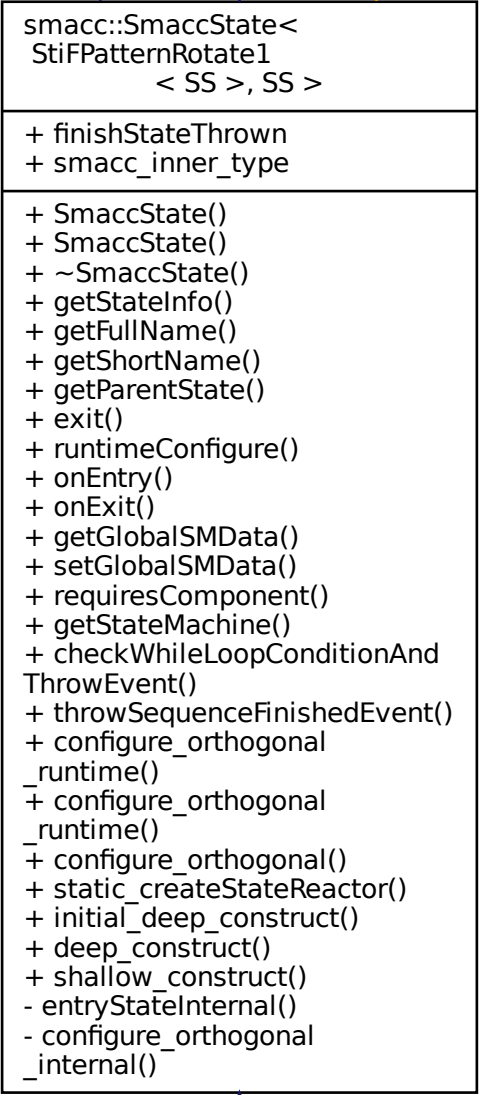 smacc::SmaccState<
StiFPatternRotate1
< SS >, SS >
+ finishStateThrown
+ smacc_inner_type
+ SmaccState()
+ SmaccState()
+ ~SmaccState()
+ getStateInfo()
+ getFullName()
+ getShortName()
+ getParentState()
+ exit()
+ runtimeConfigure()
+ onEntry()
+ onExit()
+ getGlobalSMData()
+ setGlobalSMData()
+ requiresComponent()
+ getStateMachine()
+ checkWhileLoopConditionAnd
ThrowEvent()
+ throwSequenceFinishedEvent()
+ configure_orthogonal
_runtime()
+ configure_orthogonal
_runtime()
+ configure_orthogonal()
+ static_createStateReactor()
+ initial_deep_construct()
+ deep_construct()
+ shallow_construct()
- entryStateInternal()
- configure_orthogonal
_internal()